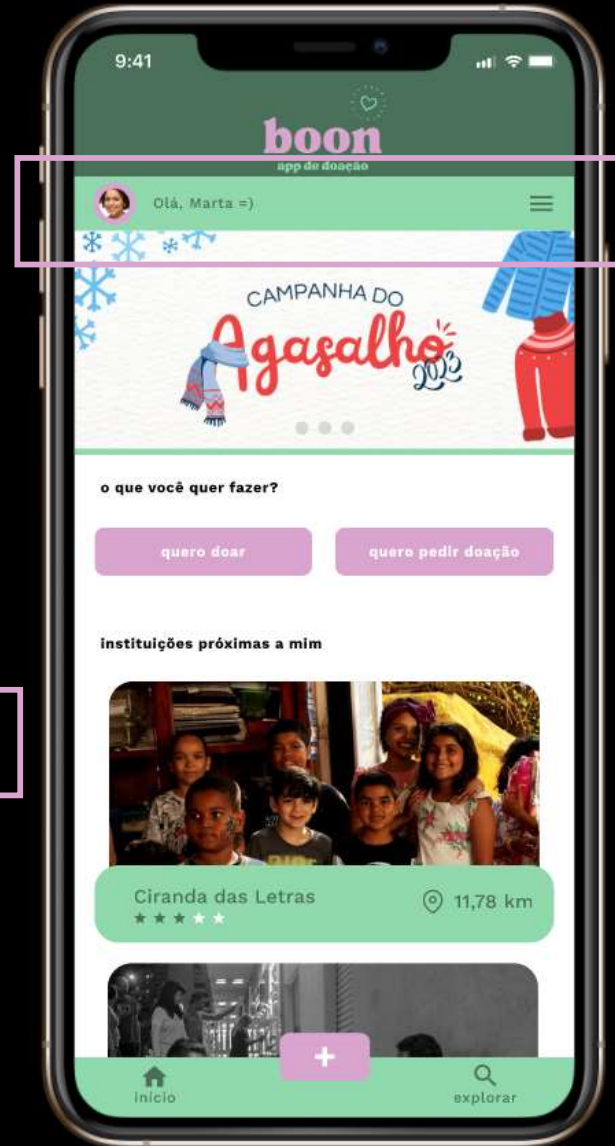 9:41
boon
app de doação
Olá, Marta =)
CAMPANHA DO
Agasalho
2023
o que você quer fazer?
quero doar
quero pedir doação
instituições próximas a mim
Ciranda das Letras
11,78 km
+
início
explorar